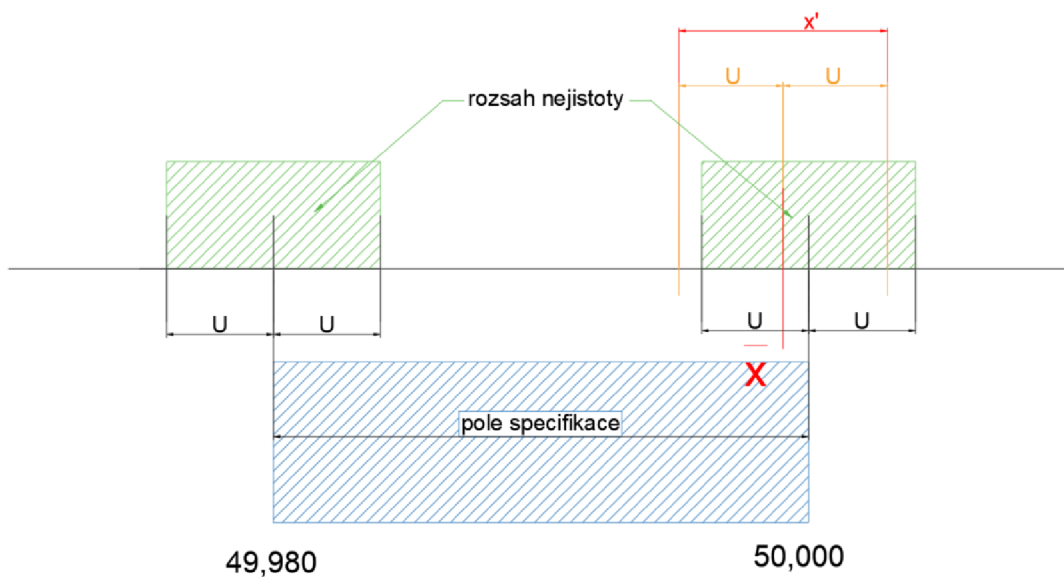 x'
U U
rozsah nejistoty
U U U U
X
pole specifikace
49,980 50,000